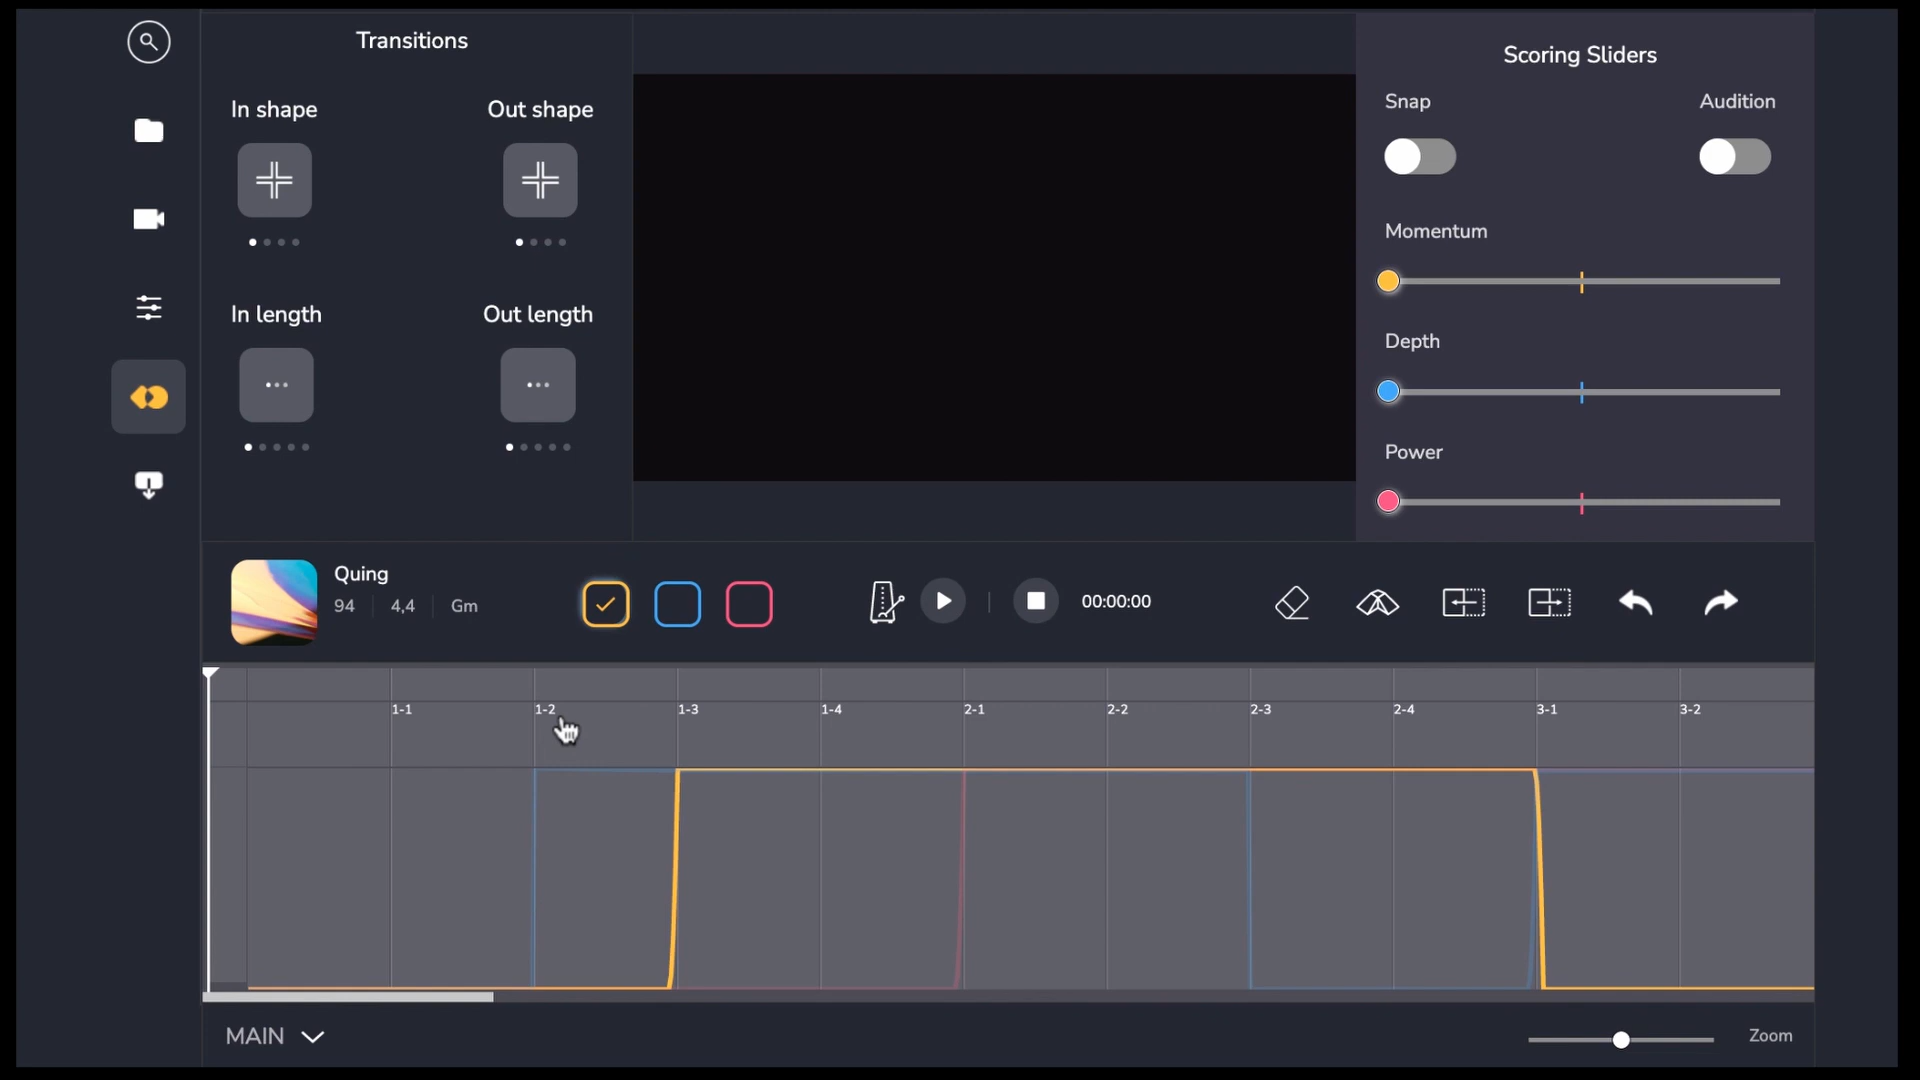 Transitions
In shape
Out shape
In length
Out length
Scoring Sliders
Snap
Audition
Momentum
Depth
Power
Quing
94
4,4
Gm
00:00:00
1-1
1-2
1-3
1-4
2-1
2-2
2-3
2-4
3-1
3-2
MAIN
Zoom